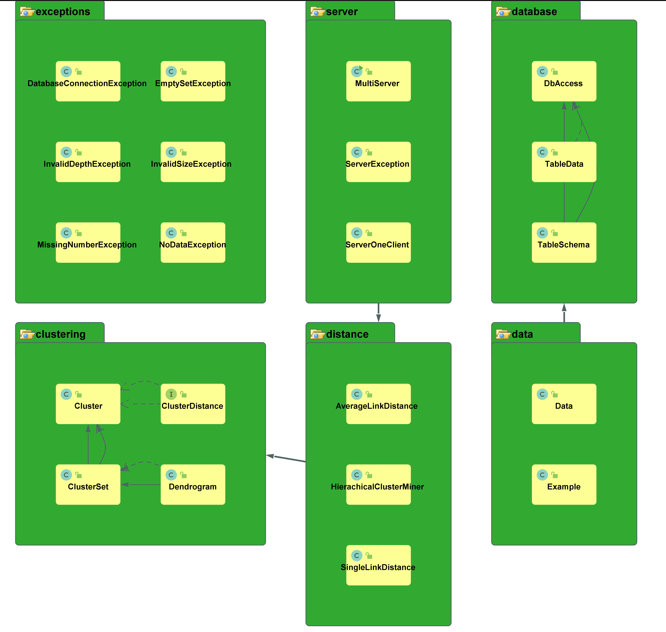 exceptions
C DatabaseConnectionException
C EmptySetException
C InvalidDepthException
C InvalidSizeException
C MissingNumberException
C NoDataException
server
C MultiServer
C ServerException
C ServerOneClient
database
C DbAccess
C TableData
C TableSchema
clustering
C Cluster
I ClusterDistance
C ClusterSet
C Dendrogram
distance
C AverageLinkDistance
C HierachicalClusterMiner
C SingleLinkDistance
data
C Data
C Example